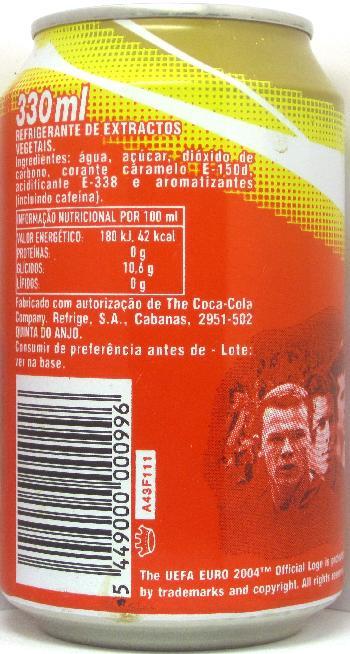 330ml
REFRIGERANTE DE EXTRACTOS
VEGETAIS.
Ingredientes: água, açúcar, dióxido de
carbono, corante caramelo E-150d,
acidificante E-338 e aromatizantes
(incluindo cafeína).
INFORMAÇÃO NUTRICIONAL POR 100 ml
VALOR ENERGÉTICO: 180 kJ, 42 kcal
PROTEÍNAS: 0 g
GLÍCIDOS: 10,6 g
LÍPIDOS: 0 g
Fabricado com autorização de The Coca-Cola
Company. Refrige, S.A., Cabanas, 2951-502
QUINTA DO ANJO.
Consumir de preferência antes de - Lote:
ver na base.
5 449000 000996
A43F111
The UEFA EURO 2004™ Official Logo is
by trademarks and copyright. All rights